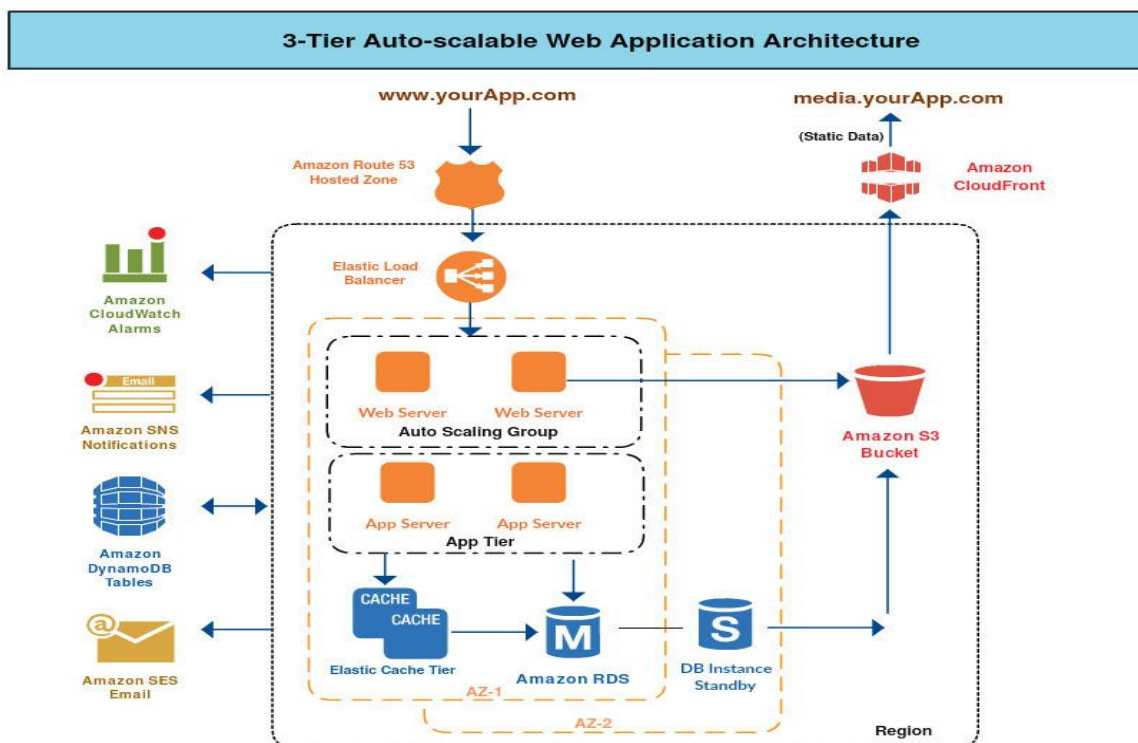 3-Tier Auto-scalable Web Application Architecture
www.yourApp.com
media.yourApp.com
(Static Data)
Amazon Route 53
Hosted Zone
Amazon
CloudFront
Elastic Load
Balancer
Amazon
CloudWatch
Alarms
Email
Amazon SNS
Notifications
Web Server
Web Server
Auto Scaling Group
Amazon S3
Bucket
App Server
App Server
App Tier
Amazon
DynamoDB
Tables
CACHE
CACHE
Elastic Cache Tier
M
Amazon RDS
S
DB Instance
Standby
@
Amazon SES
Email
AZ-1
AZ-2
Region